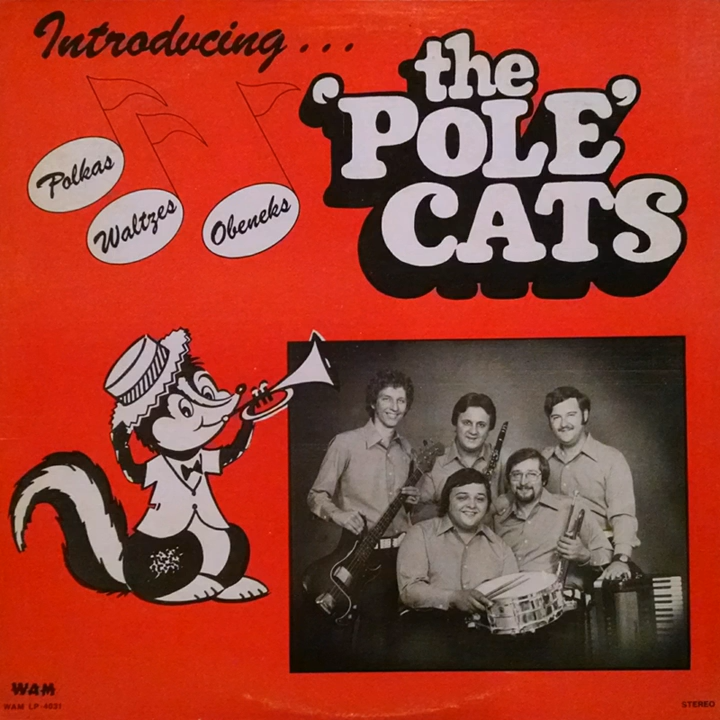 Introducing...
the
'POLE'
CATS
Polkas
Waltzes
Obeneks
WAM
WAM LP-4031
STEREO